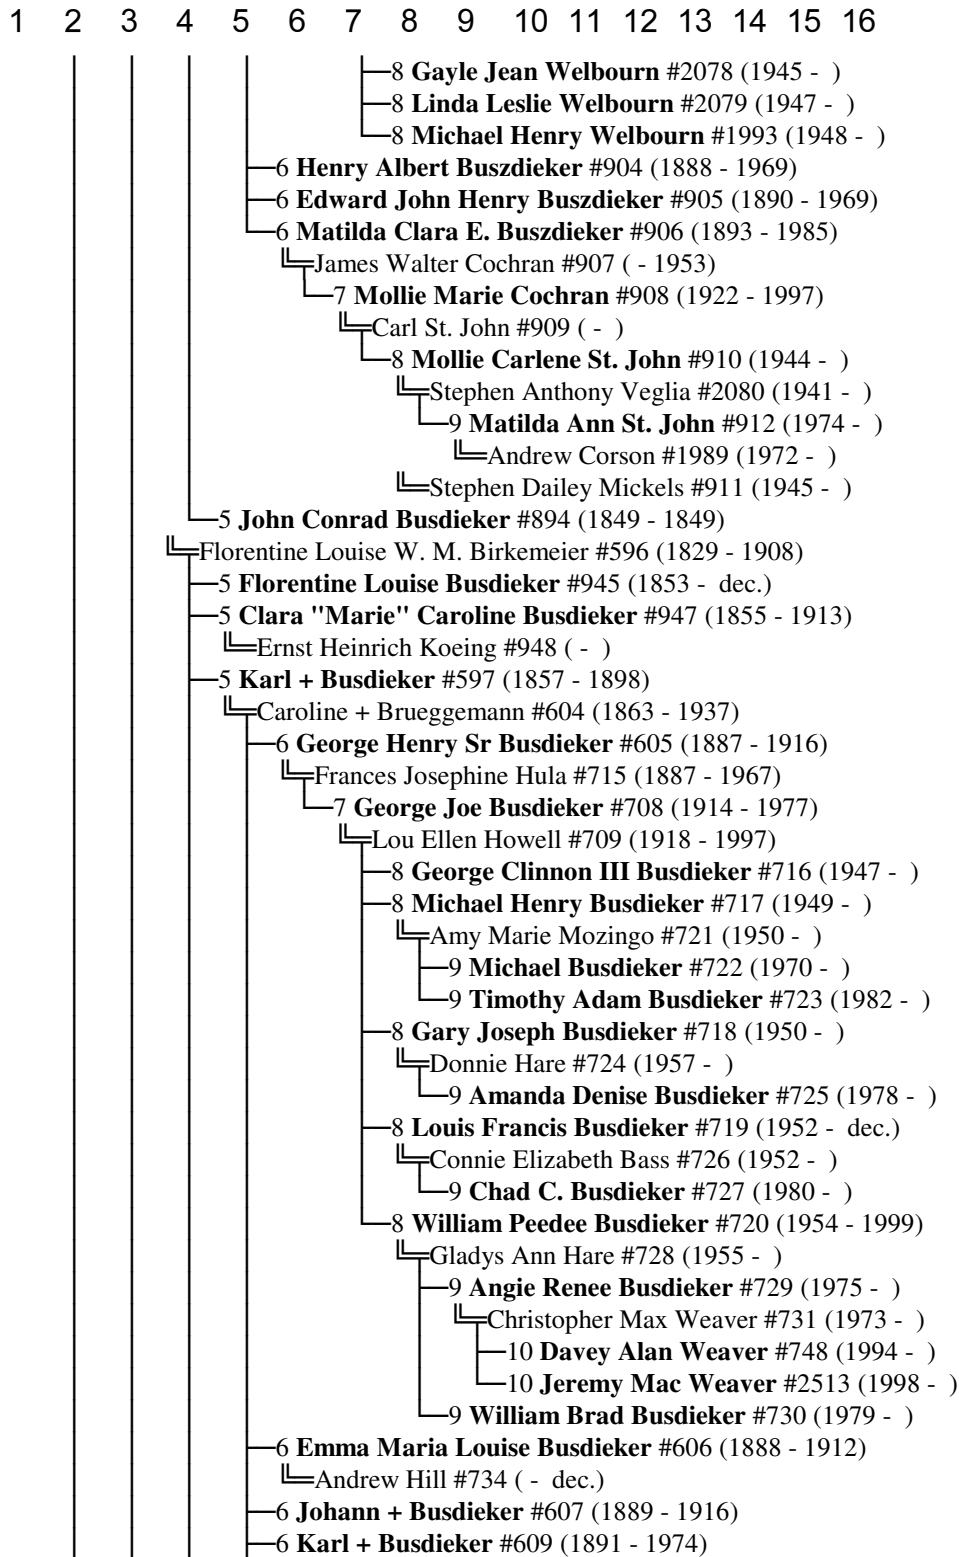 1 2 3 4 5 6 7 8 9 10 11 12 13 14 15 16
8 Gayle Jean Welbourn #2078 (1945 - )
8 Linda Leslie Welbourn #2079 (1947 - )
8 Michael Henry Welbourn #1993 (1948 - )
6 Henry Albert Buszdieker #904 (1888 - 1969)
6 Edward John Henry Buszdieker #905 (1890 - 1969)
6 Matilda Clara E. Buszdieker #906 (1893 - 1985)
James Walter Cochran #907 ( - 1953)
7 Mollie Marie Cochran #908 (1922 - 1997)
Carl St. John #909 ( - )
8 Mollie Carlene St. John #910 (1944 - )
Stephen Anthony Veglia #2080 (1941 - )
9 Matilda Ann St. John #912 (1974 - )
Andrew Corson #1989 (1972 - )
Stephen Dailey Mickels #911 (1945 - )
5 John Conrad Busdieker #894 (1849 - 1849)
Florentine Louise W. M. Birkemeier #596 (1829 - 1908)
5 Florentine Louise Busdieker #945 (1853 - dec.)
5 Clara "Marie" Caroline Busdieker #947 (1855 - 1913)
Ernst Heinrich Koeing #948 ( - )
5 Karl + Busdieker #597 (1857 - 1898)
Caroline + Brueggemann #604 (1863 - 1937)
6 George Henry Sr Busdieker #605 (1887 - 1916)
Frances Josephine Hula #715 (1887 - 1967)
7 George Joe Busdieker #708 (1914 - 1977)
Lou Ellen Howell #709 (1918 - 1997)
8 George Clinnon III Busdieker #716 (1947 - )
8 Michael Henry Busdieker #717 (1949 - )
Amy Marie Mozingo #721 (1950 - )
9 Michael Busdieker #722 (1970 - )
9 Timothy Adam Busdieker #723 (1982 - )
8 Gary Joseph Busdieker #718 (1950 - )
Donnie Hare #724 (1957 - )
9 Amanda Denise Busdieker #725 (1978 - )
8 Louis Francis Busdieker #719 (1952 - dec.)
Connie Elizabeth Bass #726 (1952 - )
9 Chad C. Busdieker #727 (1980 - )
8 William Peedee Busdieker #720 (1954 - 1999)
Gladys Ann Hare #728 (1955 - )
9 Angie Renee Busdieker #729 (1975 - )
Christopher Max Weaver #731 (1973 - )
10 Davey Alan Weaver #748 (1994 - )
10 Jeremy Mac Weaver #2513 (1998 - )
9 William Brad Busdieker #730 (1979 - )
6 Emma Maria Louise Busdieker #606 (1888 - 1912)
Andrew Hill #734 ( - dec.)
6 Johann + Busdieker #607 (1889 - 1916)
6 Karl + Busdieker #609 (1891 - 1974)